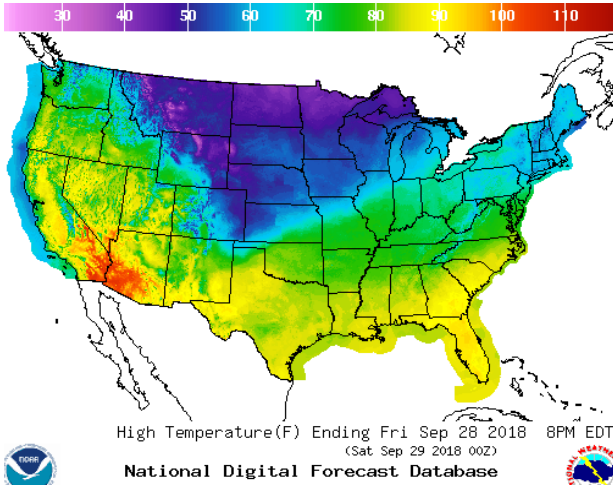 30 40 50 60 70 80 90 100 110
High Temperature(F) Ending Fri Sep 28 2018 8PM EDT
(Sat Sep 29 2018 00Z)
National Digital Forecast Database
NOAA